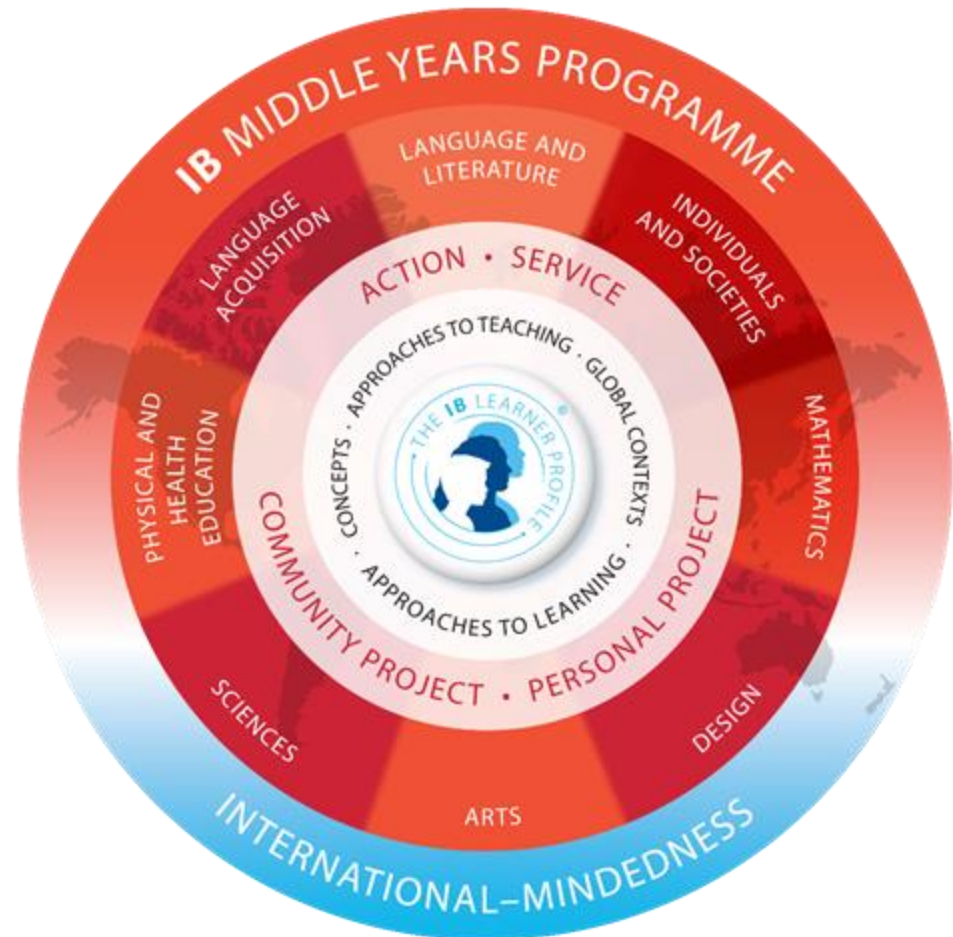 IB MIDDLE YEARS PROGRAMME
LANGUAGE AND
LITERATURE
INDIVIDUALS
AND SOCIETIES
MATHEMATICS
DESIGN
ARTS
SCIENCES
PHYSICAL AND
HEALTH
EDUCATION
LANGUAGE
ACQUISITION
ACTION • SERVICE
COMMUNITY PROJECT • PERSONAL PROJECT
APPROACHES TO TEACHING · GLOBAL CONTEXTS · APPROACHES TO LEARNING · CONCEPTS ·
· THE IB LEARNER PROFILE · ®
INTERNATIONAL–MINDEDNESS